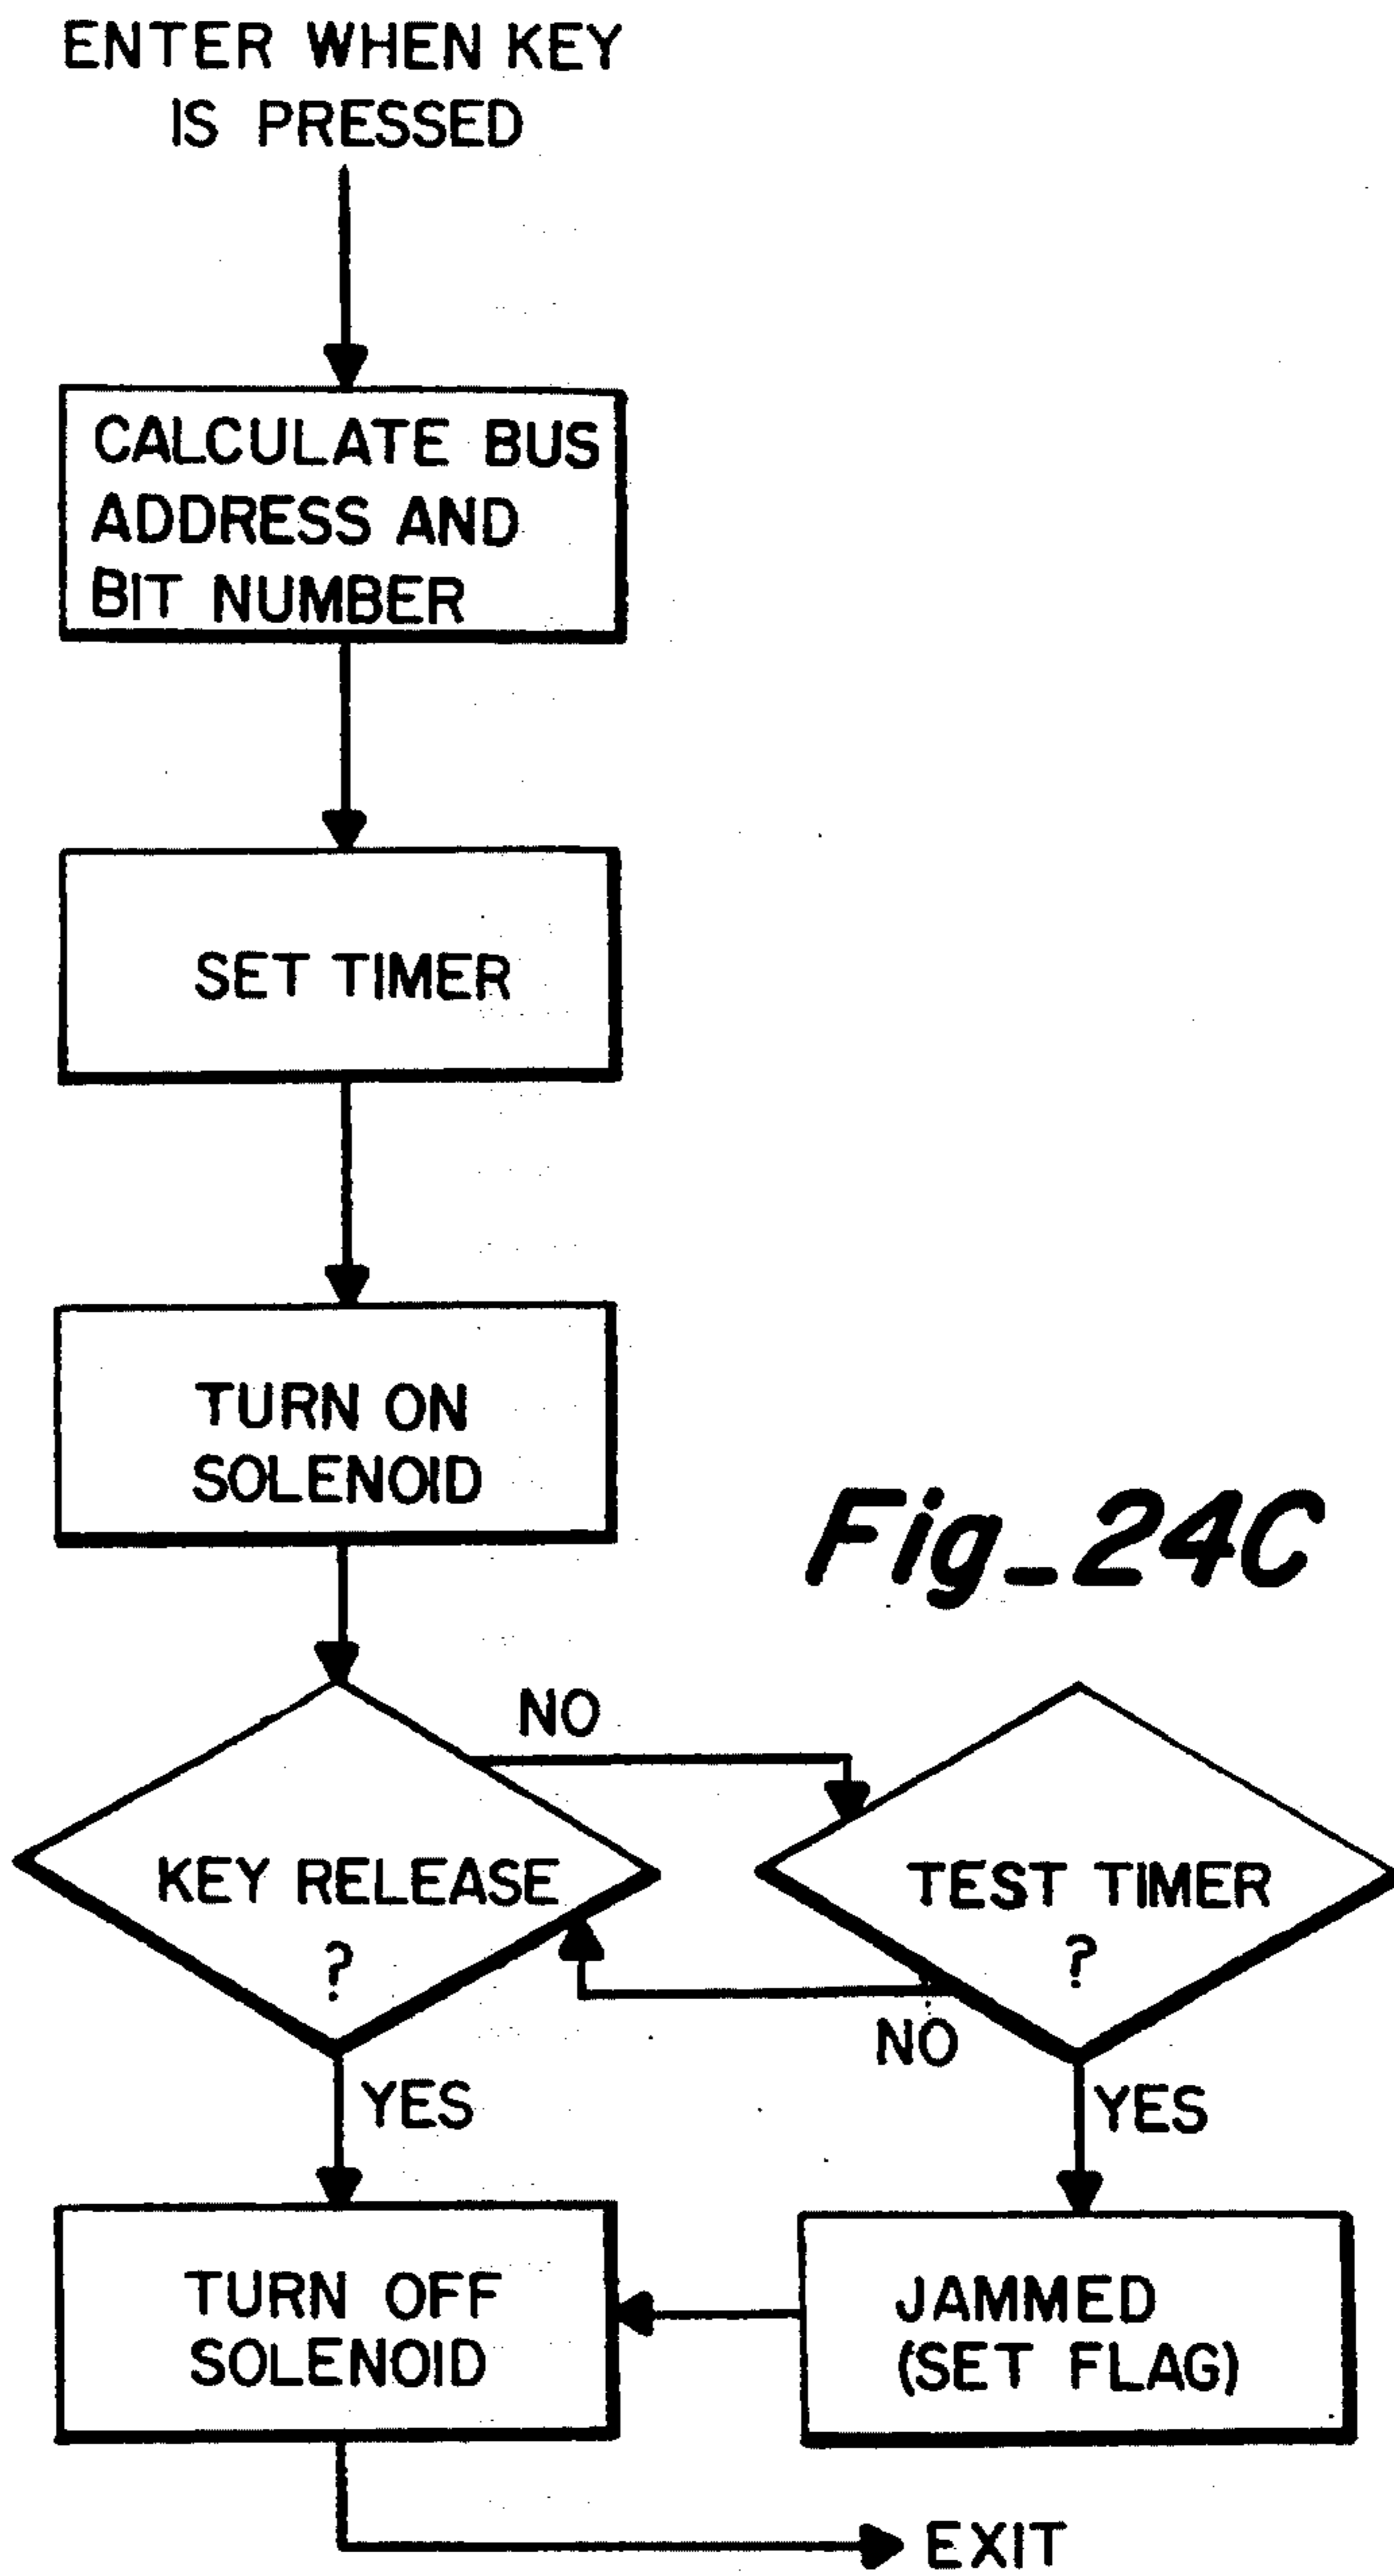 ENTER WHEN KEY
IS PRESSED
CALCULATE BUS
ADDRESS AND
BIT NUMBER
SET TIMER
TURN ON
SOLENOID
Fig_24C
NO
KEY RELEASE
?
TEST TIMER
?
NO
YES
YES
TURN OFF
SOLENOID
JAMMED
(SET FLAG)
EXIT